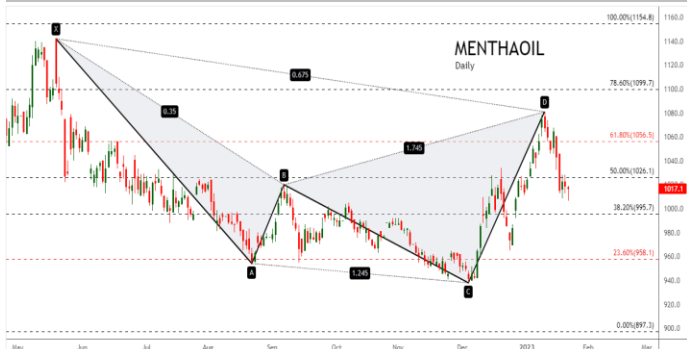 100.00%(1154.8)
1160.0
X
1140.0
MENTHAOIL
Daily
1120.0
0.675
78.60%(1099.7)
1100.0
D
0.35
1080.0
61.80%(1056.5)
1060.0
1.745
1040.0
B
50.00%(1026.1)
1017.1
1000.0
38.20%(995.7)
980.0
23.60%(958.1)
960.0
A
1.245
940.0
C
920.0
0.00%(897.3)
900.0
May
Jun
Jul
Aug
Sep
Oct
Nov
Dec
2023
Feb
Mar